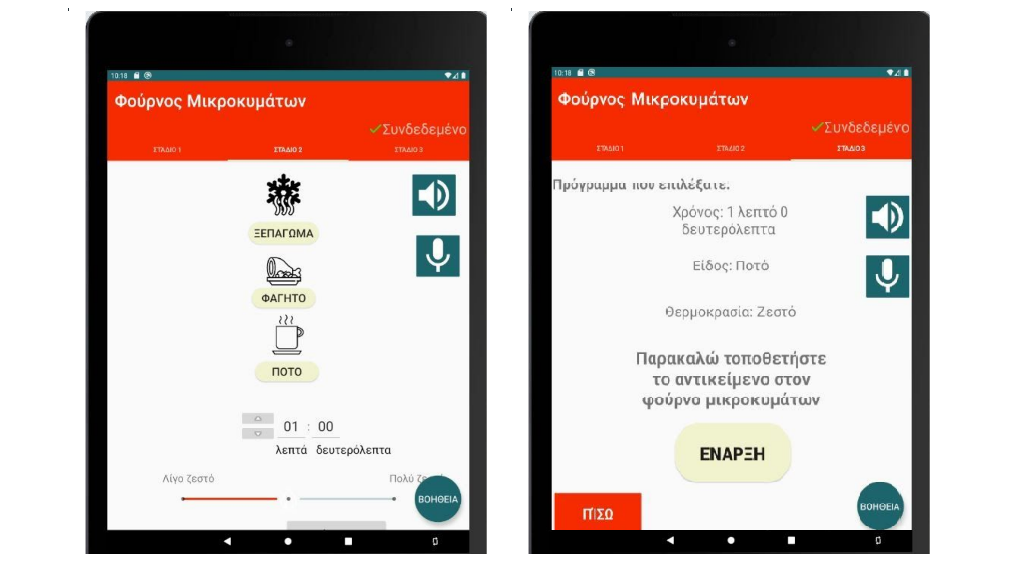 10:18
Φούρνος Μικροκυμάτων
Συνδεδεμένο
ΣΤΑΔΙΟ 1 ΣΤΑΔΙΟ 2 ΣΤΑΔΙΟ 3
ΞΕΠΑΓΩΜΑ
ΦΑΓΗΤΟ
ΠΟΤΟ
01 : 00
λεπτά δευτερόλεπτα
Λίγο ζεστό Πολύ
ΒΟΗΘΕΙΑ
10:18
Φούρνος Μικροκυμάτων
Συνδεδεμένο
ΣΤΑΔΙΟ 1 ΣΤΑΔΙΟ 2 ΣΤΑΔΙΟ 3
Πρόγραμμα που επιλέξατε:
Χρόνος: 1 λεπτό 0
δευτερόλεπτα
Είδος: Ποτό
Θερμοκρασία: Ζεστό
Παρακαλώ τοποθετήστε
το αντικείμενο στον
φούρνο μικροκυμάτων
ΕΝΑΡΞΗ
ΠΙΣΩ
ΒΟΗΘΕΙΑ